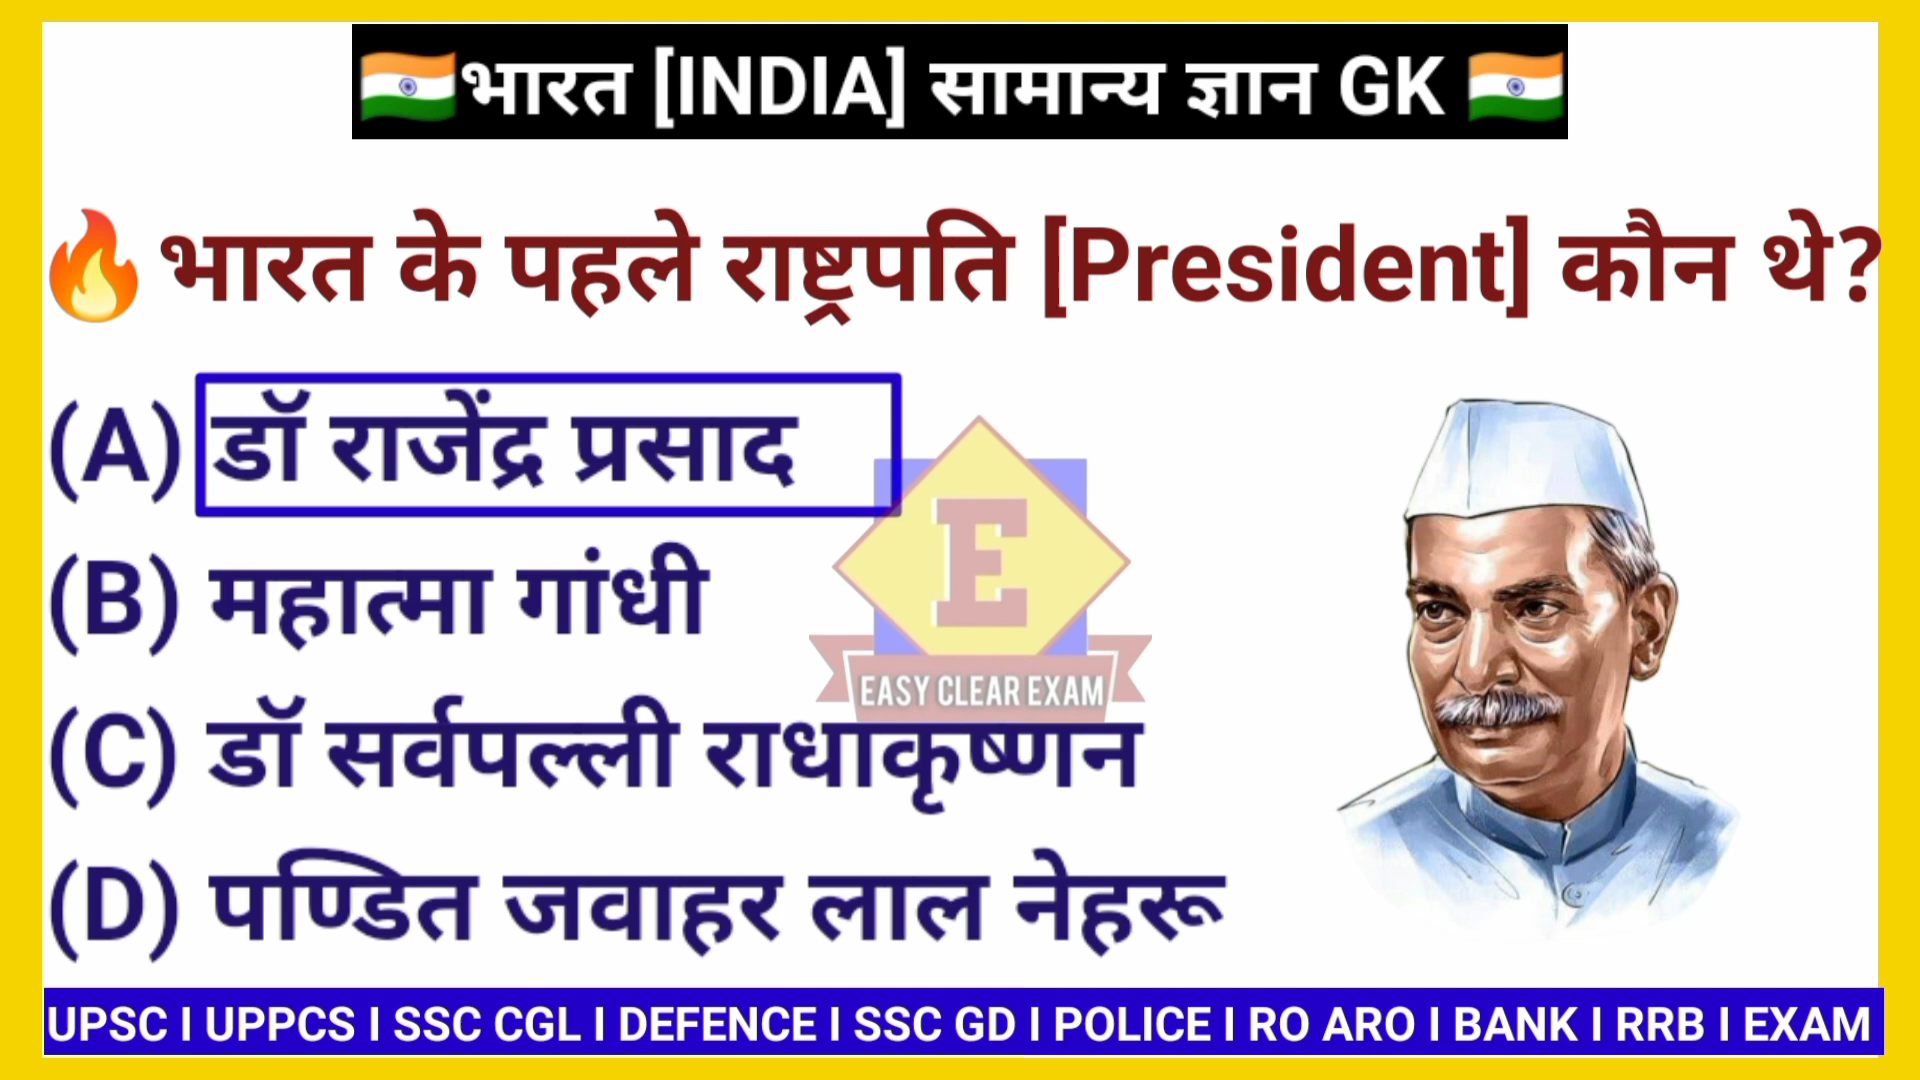 🇮🇳भारत [INDIA] सामान्य ज्ञान GK 🇮🇳
🔥भारत के पहले राष्ट्रपति [President] कौन थे?
(A) डॉ राजेंद्र प्रसाद
(B) महात्मा गांधी
E
EASY CLEAR EXAM
(C) डॉ सर्वपल्ली राधाकृष्णन
(D) पण्डित जवाहर लाल नेहरू
UPSC I UPPCS I SSC CGL I DEFENCE I SSC GD I POLICE I RO ARO I BANK I RRB I EXAM